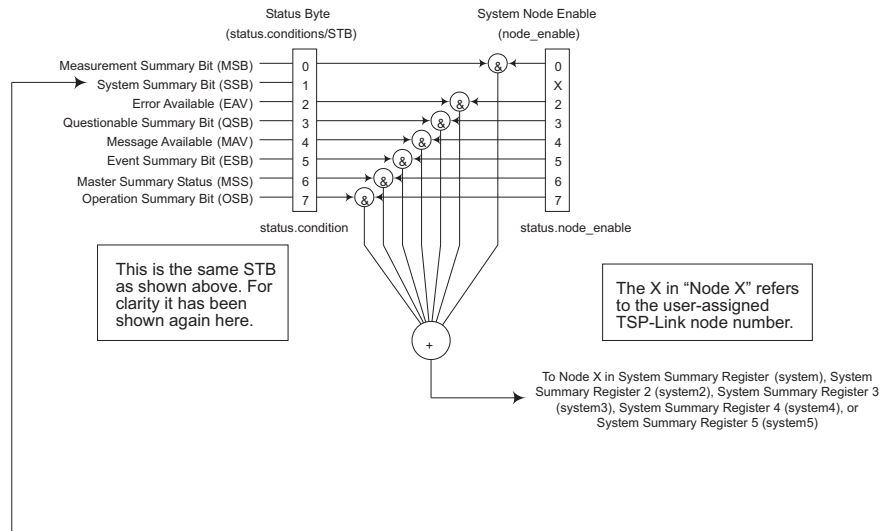 Status Byte
(status.conditions/STB)
System Node Enable
(node_enable)
Measurement Summary Bit (MSB)
System Summary Bit (SSB)
Error Available (EAV)
Questionable Summary Bit (QSB)
Message Available (MAV)
Event Summary Bit (ESB)
Master Summary Status (MSS)
Operation Summary Bit (OSB)
0
1
2
3
4
5
6
7
&
&
&
&
&
&
&
0
X
2
3
4
5
6
7
status.condition
status.node_enable
This is the same STB
as shown above. For
clarity it has been
shown again here.
The X in “Node X” refers
to the user-assigned
TSP-Link node number.
+
To Node X in System Summary Register (system), System
Summary Register 2 (system2), System Summary Register 3
(system3), System Summary Register 4 (system4), or
System Summary Register 5 (system5)